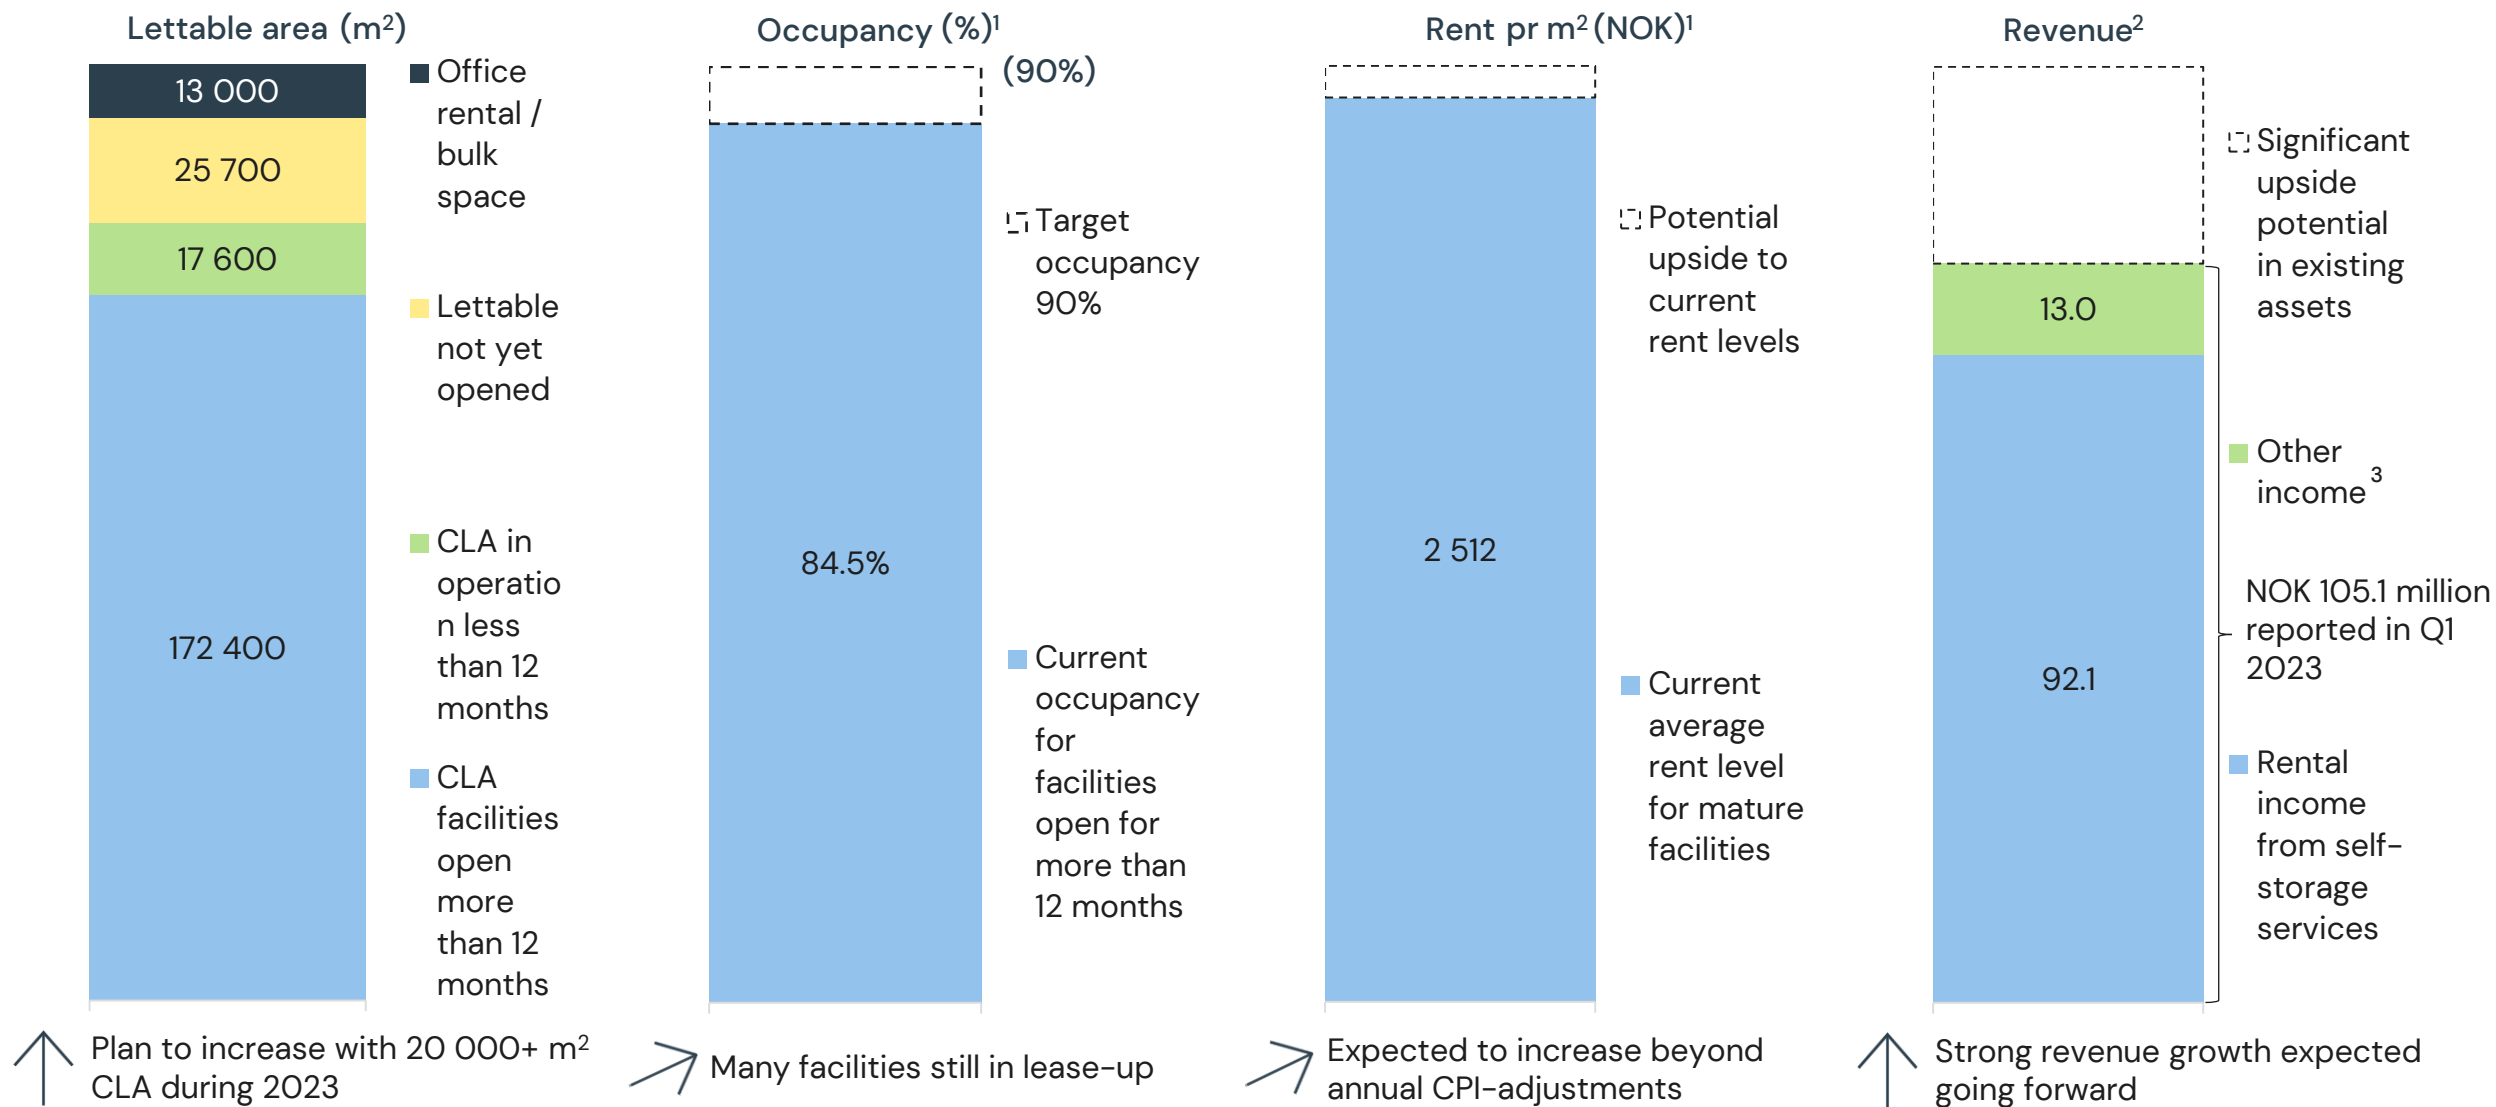 Lettable area (m²)
13 000
25 700
17 600
172 400
Office
rental /
bulk
space
Lettable
not yet
opened
CLA in
operatio
n less
than 12
months
CLA
facilities
open
more
than 12
months
Plan to increase with 20 000+ m²
CLA during 2023
Occupancy (%)¹
(90%)
84.5%
Target
occupancy
90%
Current
occupancy
for
facilities
open for
more than
12 months
Many facilities still in lease-up
Rent pr m² (NOK)¹
2 512
Potential
upside to
current
rent levels
Current
average
rent level
for mature
facilities
Expected to increase beyond
annual CPI-adjustments
Revenue²
13.0
92.1
Significant
upside
potential
in existing
assets
Other
income³
NOK 105.1 million
reported in Q1
2023
Rental
income
from self-
storage
services
Strong revenue growth expected
going forward